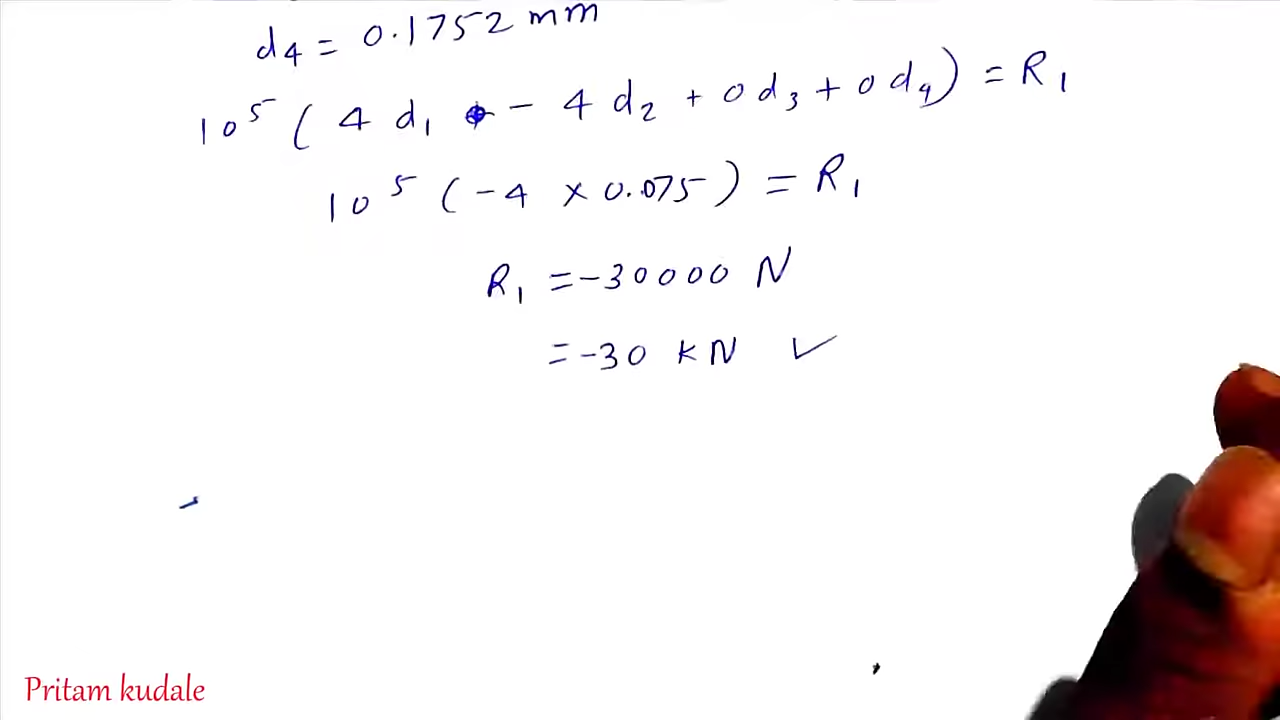 d4 = 0.1752 mm
10^5 ( 4 d1 - 4 d2 + 0 d3 + 0 d4 ) = R1
10^5 ( -4 × 0.075 ) = R1
R1 = -30000 N
= -30 KN ✓
Pritam kudale